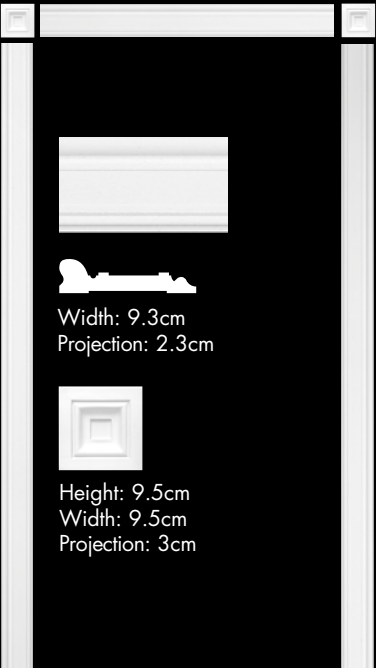 Width: 9.3cm
Projection: 2.3cm
Height: 9.5cm
Width: 9.5cm
Projection: 3cm